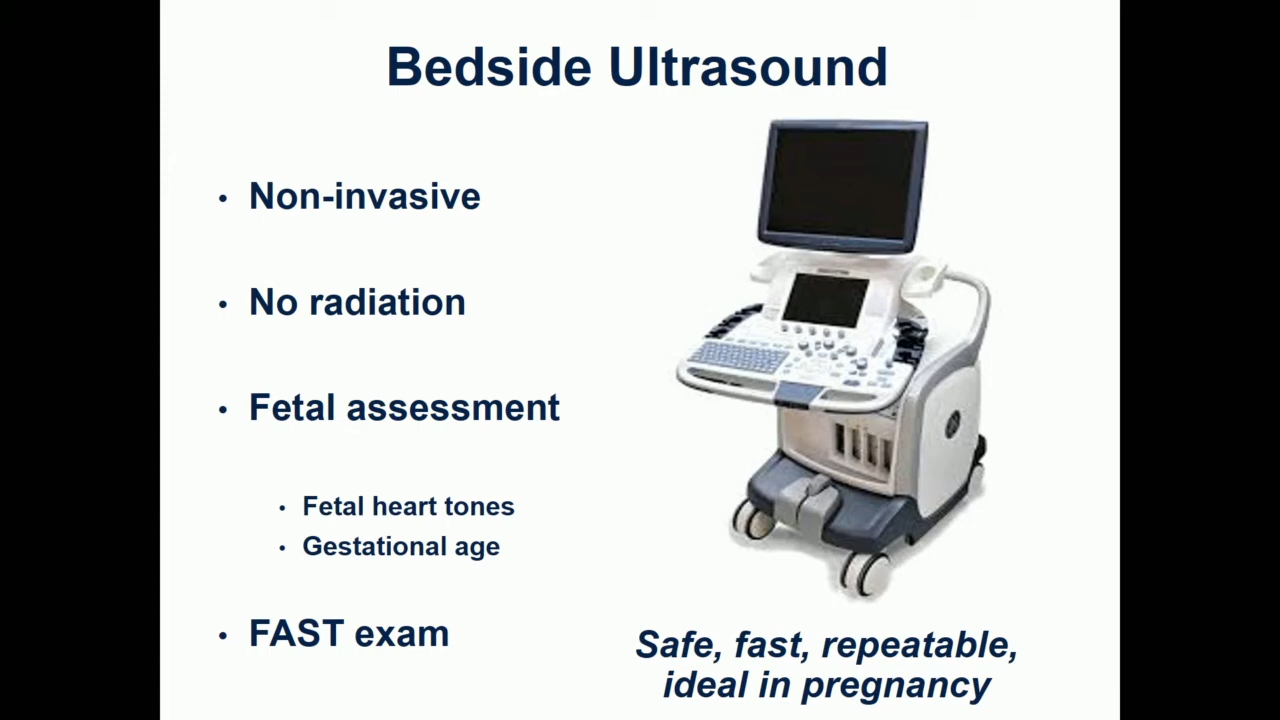 Bedside Ultrasound
• Non-invasive
• No radiation
• Fetal assessment
• Fetal heart tones
• Gestational age
• FAST exam
Safe, fast, repeatable,
ideal in pregnancy